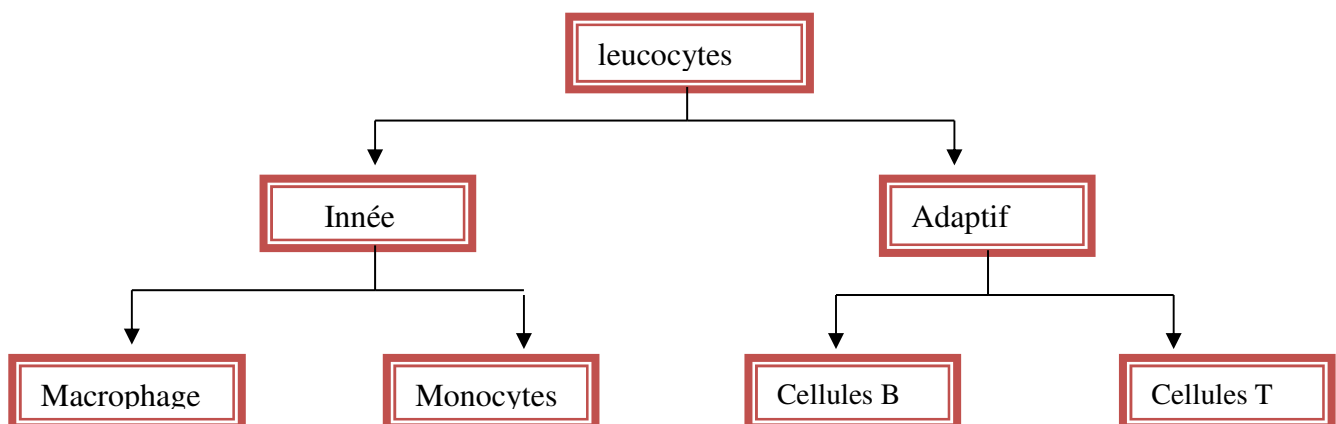 leucocytes
Innée
Adaptif
Macrophage
Monocytes
Cellules B
Cellules T